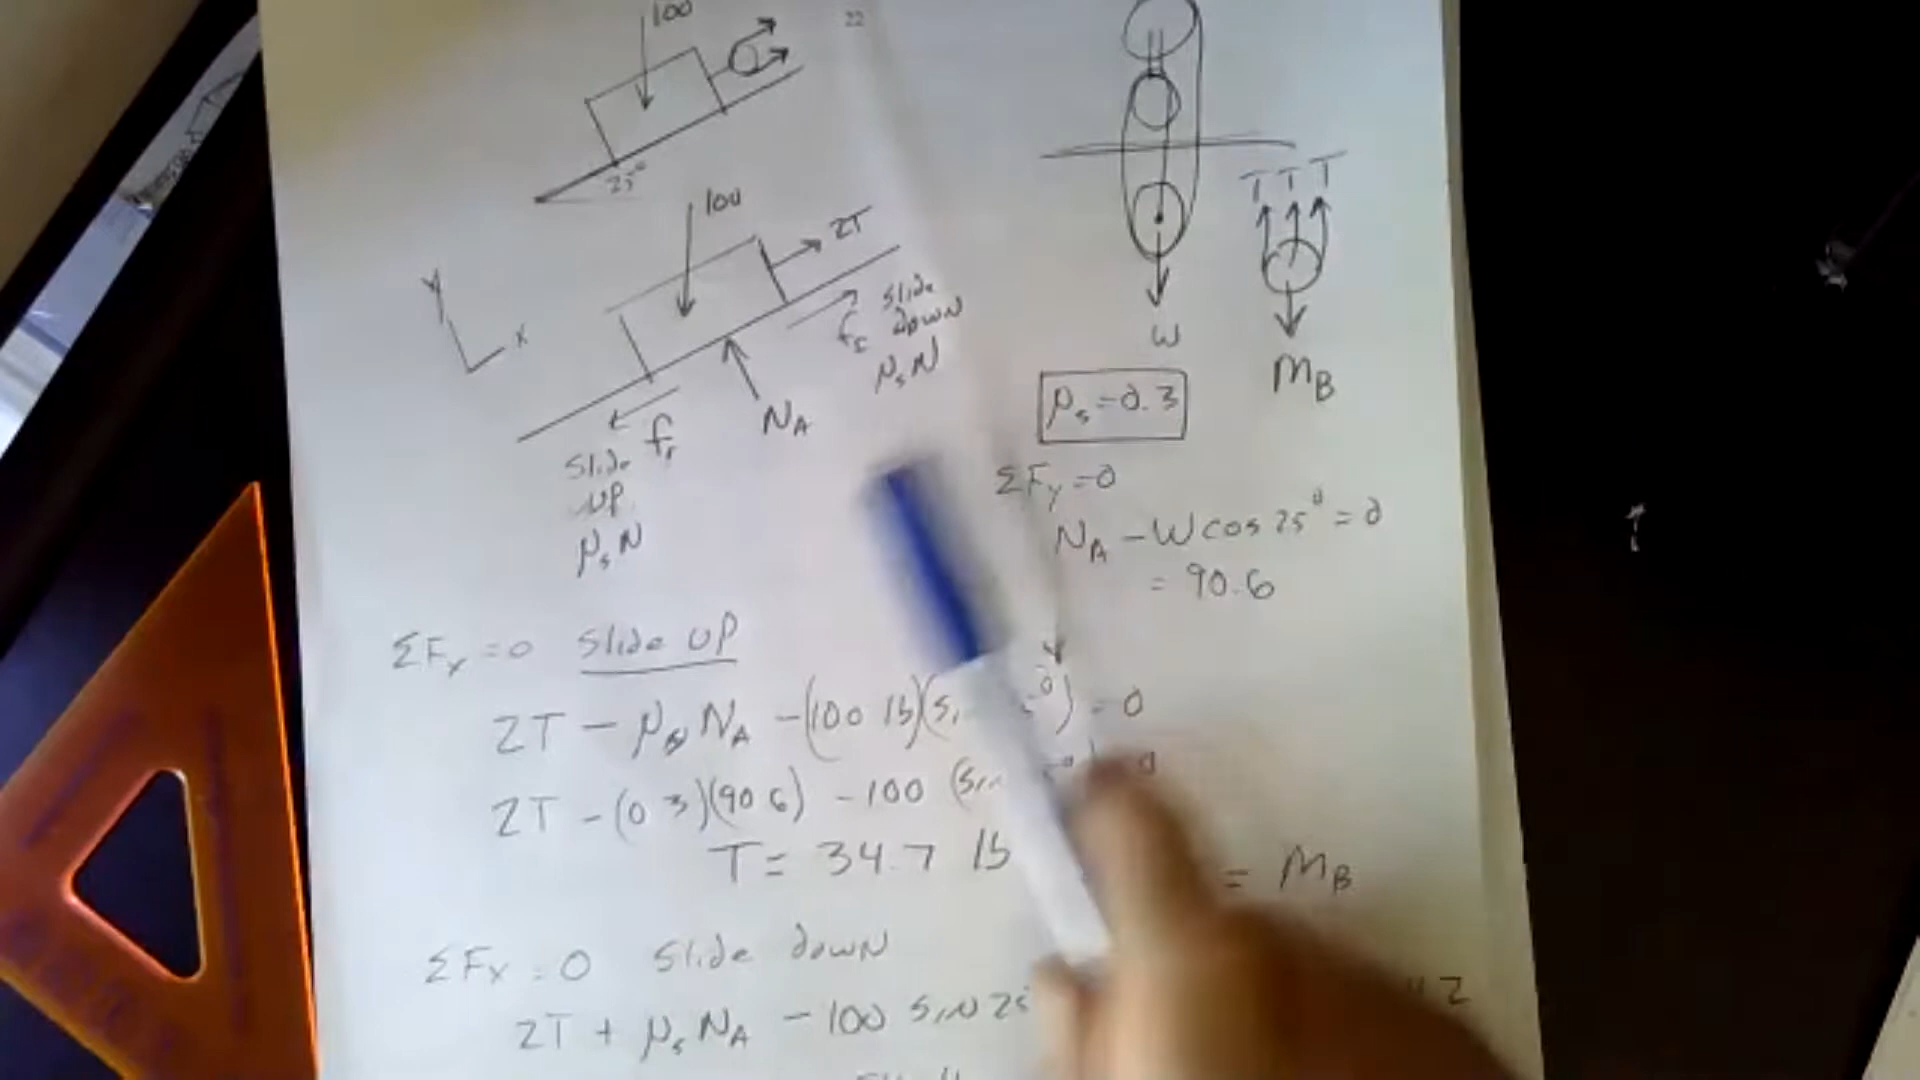 100
22
25°
100
2T
Y
X
slide
down
fs
μsN
NA
fr
Slide
UP
μsN
T T T
W
MB
μs = 0.3
ΣFy = 0
NA - W cos 25° = 0
= 90.6
ΣFx = 0 Slide UP
2T - μs NA - (100 lb)( ) = 0
2T - (0.3)(90.6) - 100 (sin
T = 34.7 lb
= MB
ΣFx = 0 Slide down
2T + μs NA - 100 sin 25